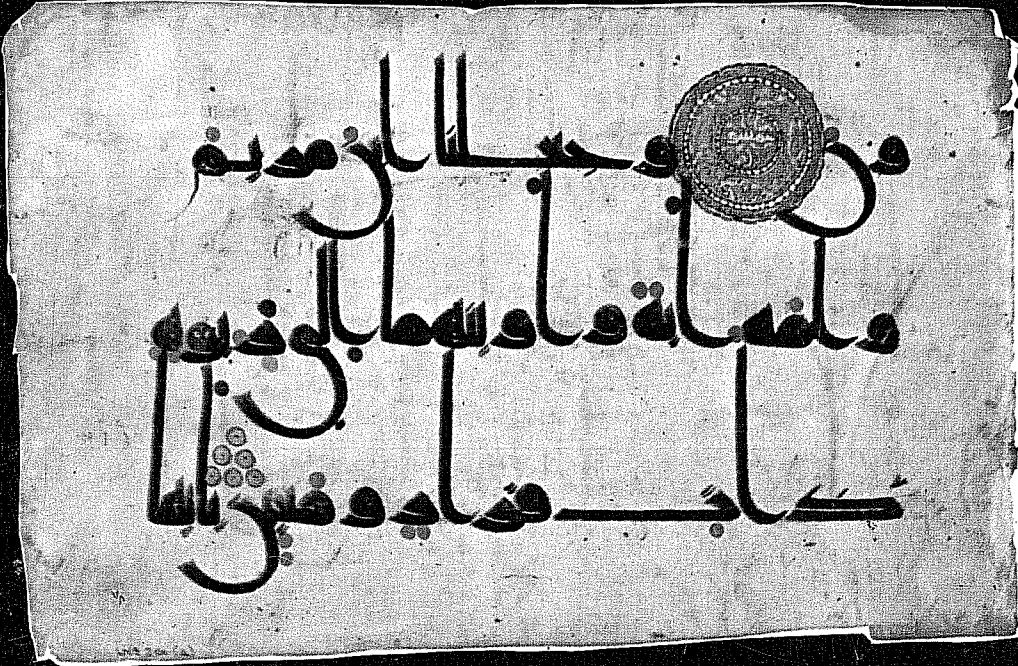 ون وجعلنا ابن مريم
وامه اية واوينهما الى ربوة
ذات قرار ومعين يايها